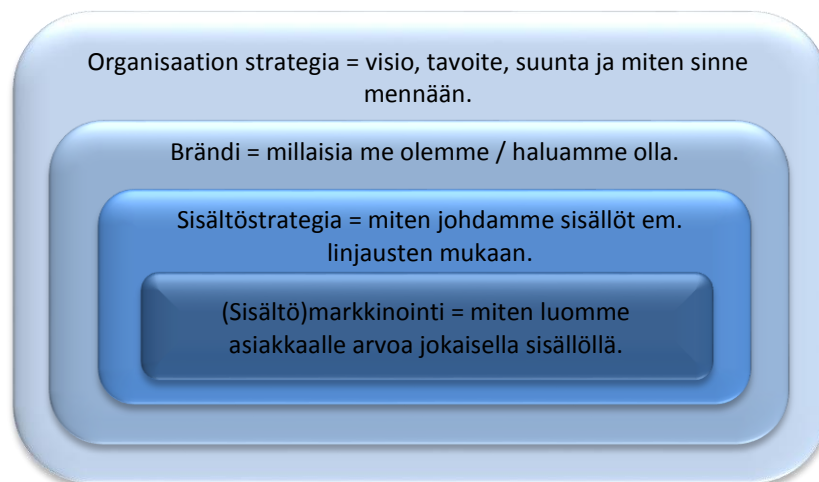 Organisaation strategia = visio, tavoite, suunta ja miten sinne
mennään.
Brändi = millaisia me olemme / haluamme olla.
Sisältöstrategia = miten johdamme sisällöt em.
linjausten mukaan.
(Sisältö)markkinointi = miten luomme
asiakkaalle arvoa jokaisella sisällöllä.